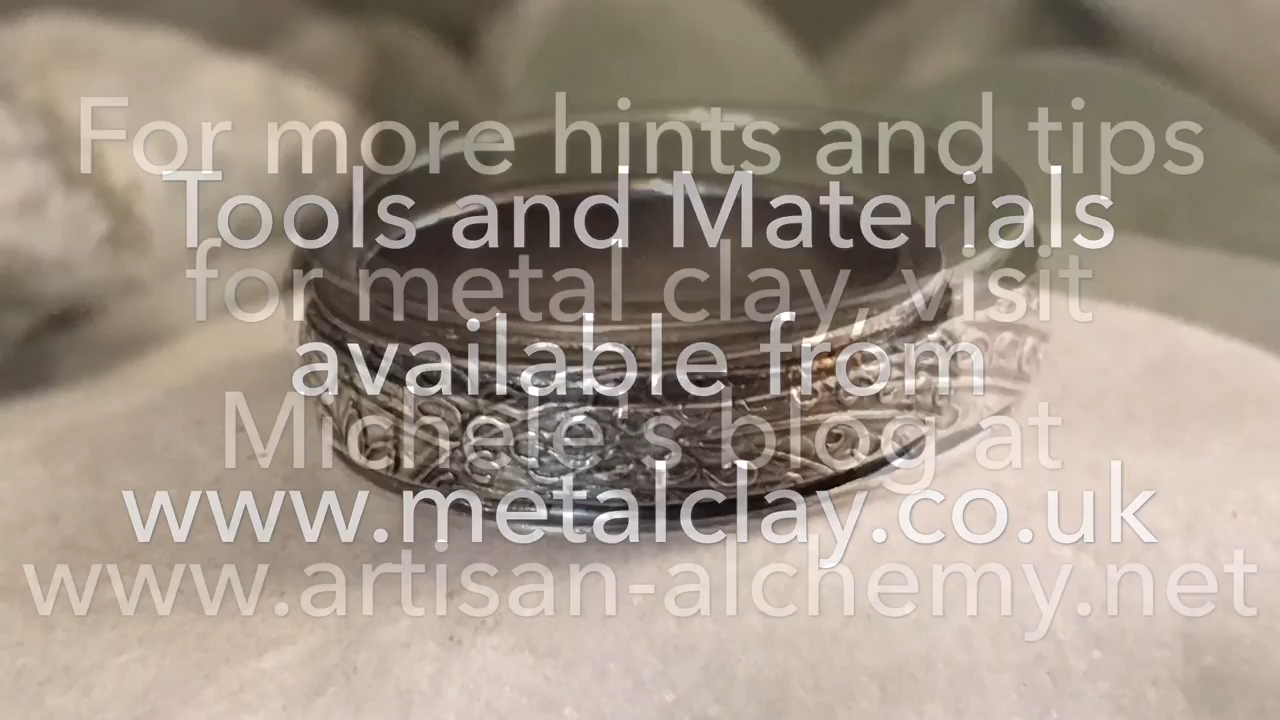 For more hints and tips
Tools and Materials
for metal clay, visit
available from
Michele's blog at
www.metalclay.co.uk
www.artisan-alchemy.net